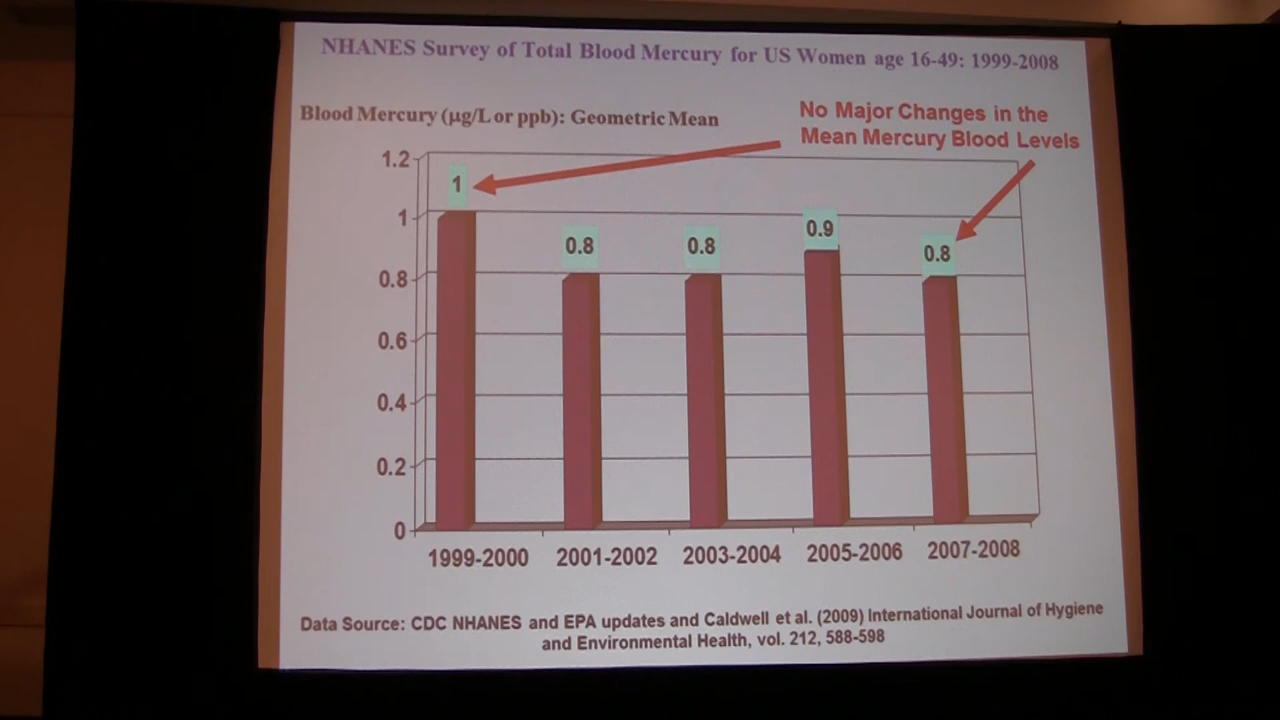 NHANES Survey of Total Blood Mercury for US Women age 16-49: 1999-2008
Blood Mercury (µg/L or ppb): Geometric Mean
No Major Changes in the
Mean Mercury Blood Levels
1.2
1
0.8
0.6
0.4
0.2
0
1
0.8
0.8
0.9
0.8
1999-2000 2001-2002 2003-2004 2005-2006 2007-2008
Data Source: CDC NHANES and EPA updates and Caldwell et al. (2009) International Journal of Hygiene
and Environmental Health, vol. 212, 588-598